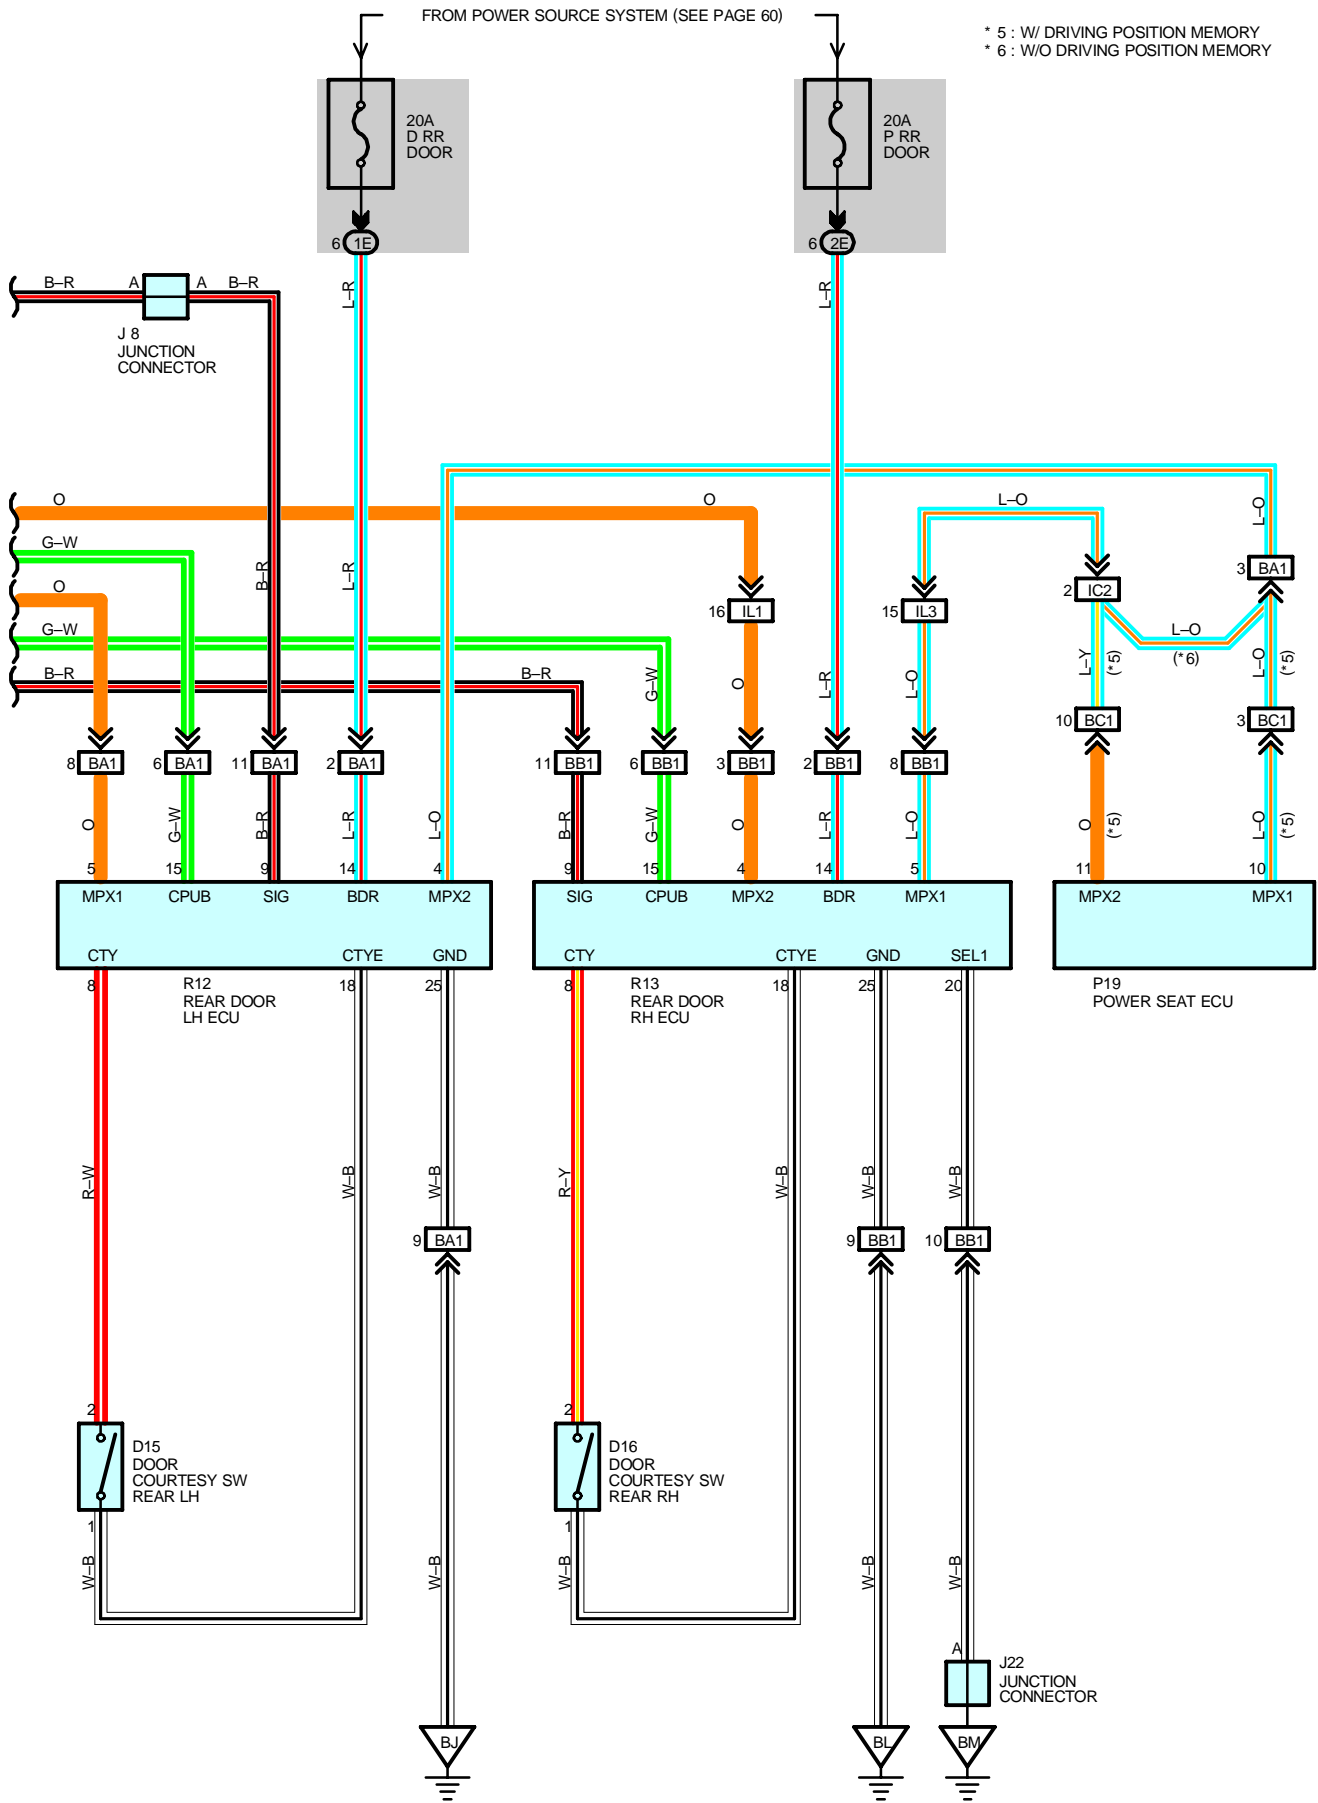 FROM POWER SOURCE SYSTEM (SEE PAGE 60)
* 5 : W/ DRIVING POSITION MEMORY
* 6 : W/O DRIVING POSITION MEMORY
20A
D RR
DOOR
20A
P RR
DOOR
6 1E
6 2E
B–R A A B–R
L–R
L–R
J 8
JUNCTION
CONNECTOR
O
O
L–O
L–O
G–W
B–R
L–R
3 BA1
O
2 IC2
16 IL1
15 IL3
G–W
L–O
(*6)
B–R
B–R
G–W
O
L–R
L–O
L–Y
(*5)
L–O
(*5)
10 BC1
3 BC1
8 BA1
6 BA1
11 BA1
2 BA1
11 BB1
6 BB1
3 BB1
2 BB1
8 BB1
O
G–W
B–R
L–R
L–O
B–R
G–W
O
L–R
L–O
O
(*5)
L–O
(*5)
5 15 9 14 4
9 15 4 14 5
11 10
MPX1 CPUB SIG BDR MPX2
SIG CPUB MPX2 BDR MPX1
MPX2 MPX1
CTY CTYE GND
CTY CTYE GND SEL1
8 18 25
8 18 25 20
R12
REAR DOOR
LH ECU
R13
REAR DOOR
RH ECU
P19
POWER SEAT ECU
R–W
W–B
W–B
R–Y
W–B
W–B
W–B
9 BA1
9 BB1
10 BB1
2
2
D15
DOOR
COURTESY SW
REAR LH
D16
DOOR
COURTESY SW
REAR RH
1
1
W–B
W–B
W–B
W–B
W–B
A
J22
JUNCTION
CONNECTOR
BJ
BL
BM